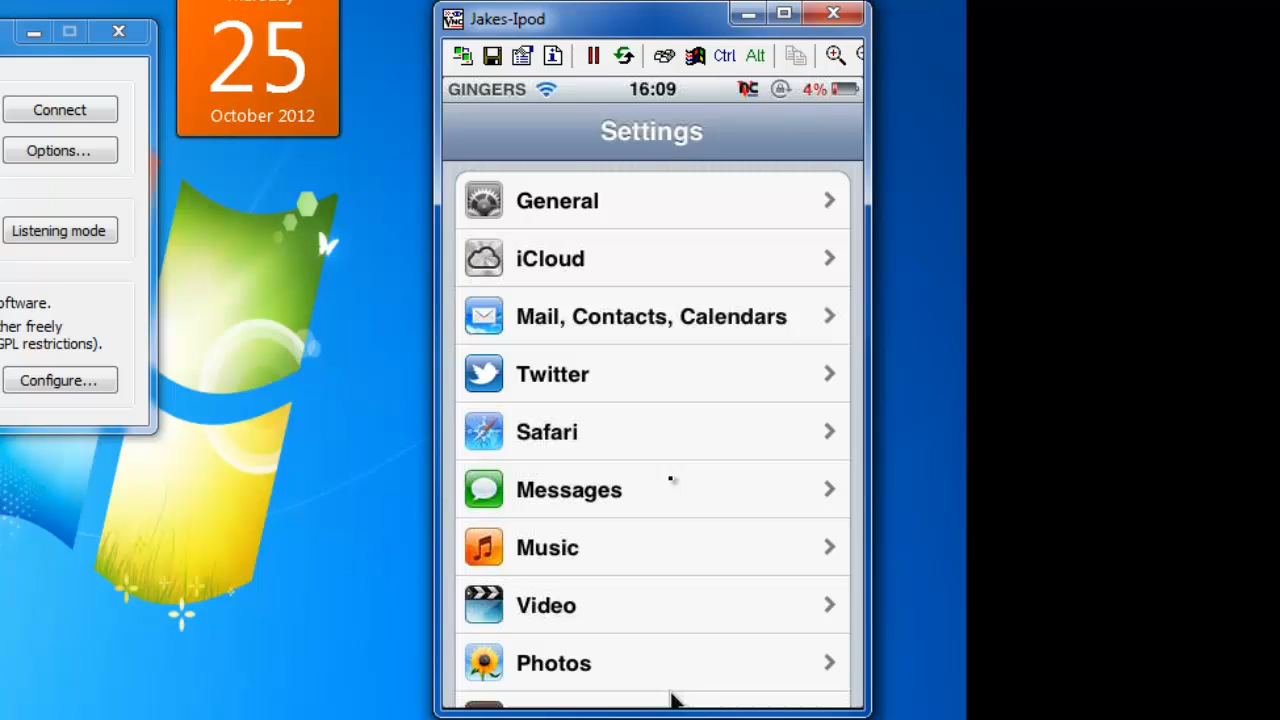 25
October 2012
Connect
Options...
Listening mode
oftware.
her freely
GPL restrictions).
Configure...
Jakes-Ipod
Ctrl Alt
GINGERS 16:09 4%
Settings
General
iCloud
Mail, Contacts, Calendars
Twitter
Safari
Messages
Music
Video
Photos